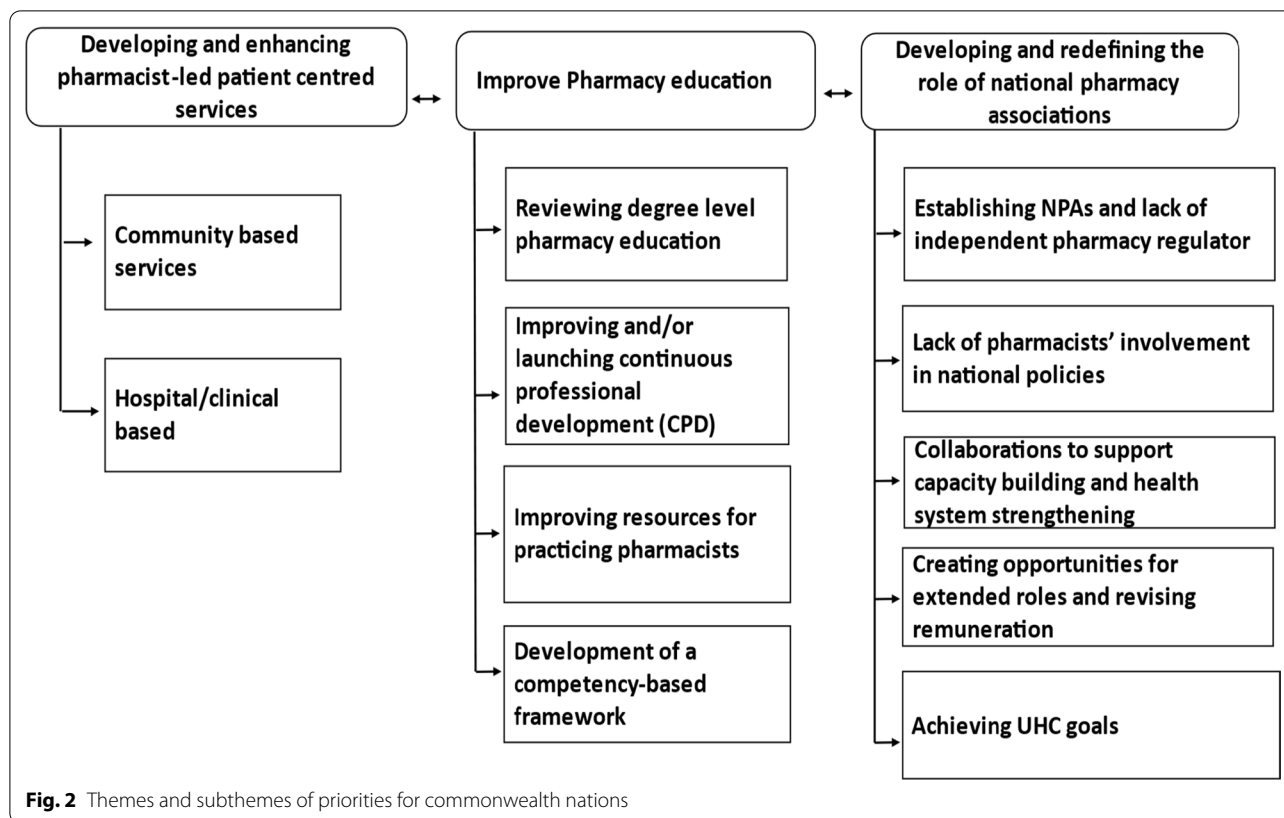 Developing and enhancing
pharmacist-led patient centred
services
Community based
services
Hospital/clinical
based
Improve Pharmacy education
Reviewing degree level
pharmacy education
Improving and/or
launching continuous
professional
development (CPD)
Improving resources for
practicing pharmacists
Development of a
competency-based
framework
Developing and redefining the
role of national pharmacy
associations
Establishing NPAs and lack of
independent pharmacy regulator
Lack of pharmacists’ involvement
in national policies
Collaborations to support
capacity building and health
system strengthening
Creating opportunities for
extended roles and revising
remuneration
Achieving UHC goals
Fig. 2 Themes and subthemes of priorities for commonwealth nations